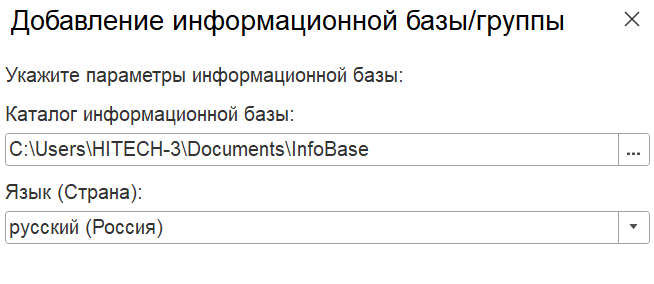 Добавление информационной базы/группы
Укажите параметры информационной базы:
Каталог информационной базы:
C:\Users\HITECH-3\Documents\InfoBase
...
Язык (Страна):
русский (Россия)